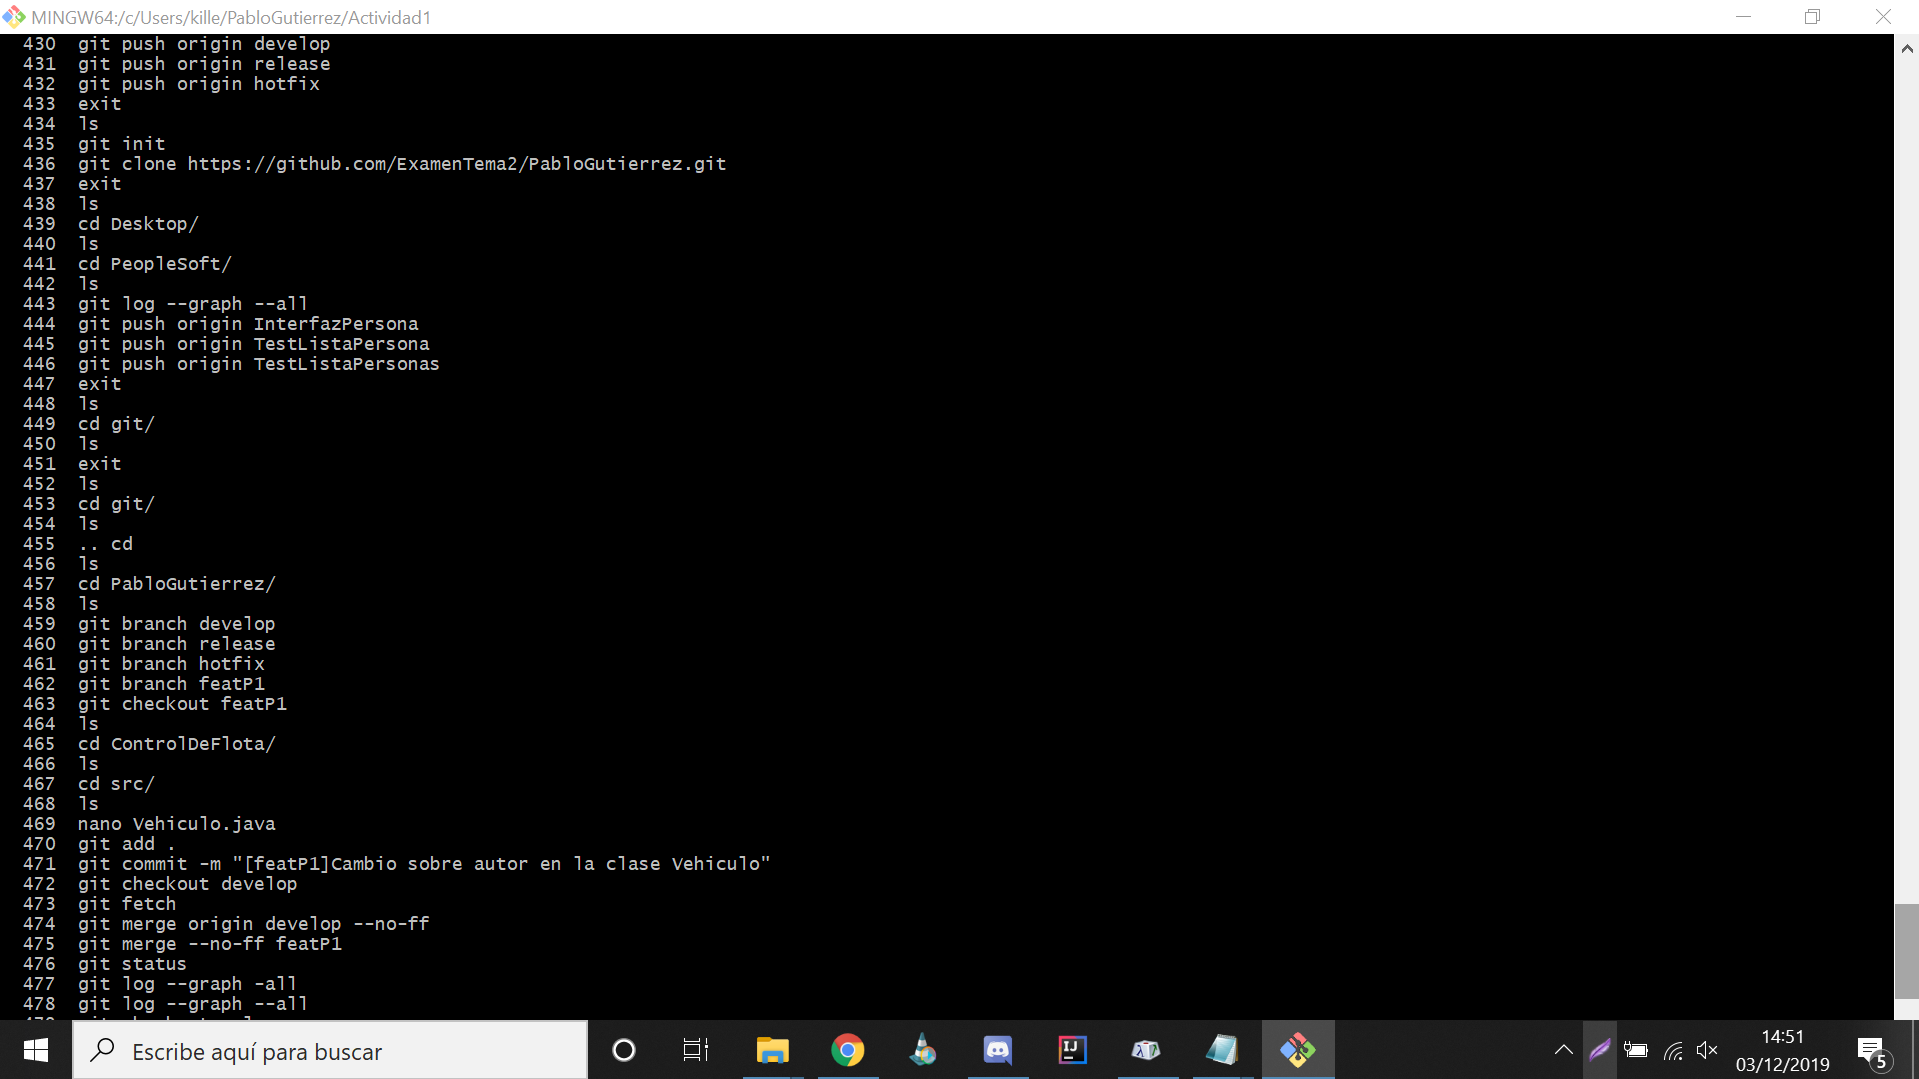 MINGW64:/c/Users/kille/PabloGutierrez/Actividad1
430 git push origin develop
431 git push origin release
432 git push origin hotfix
433 exit
434 ls
435 git init
436 git clone https://github.com/ExamenTema2/PabloGutierrez.git
437 exit
438 ls
439 cd Desktop/
440 ls
441 cd PeopleSoft/
442 ls
443 git log --graph --all
444 git push origin InterfazPersona
445 git push origin TestListaPersona
446 git push origin TestListaPersonas
447 exit
448 ls
449 cd git/
450 ls
451 exit
452 ls
453 cd git/
454 ls
455 .. cd
456 ls
457 cd PabloGutierrez/
458 ls
459 git branch develop
460 git branch release
461 git branch hotfix
462 git branch featP1
463 git checkout featP1
464 ls
465 cd ControlDeFlota/
466 ls
467 cd src/
468 ls
469 nano Vehiculo.java
470 git add .
471 git commit -m "[featP1]Cambio sobre autor en la clase Vehiculo"
472 git checkout develop
473 git fetch
474 git merge origin develop --no-ff
475 git merge --no-ff featP1
476 git status
477 git log --graph -all
478 git log --graph --all
Escribe aquí para buscar
IJ
14:51
03/12/2019
5